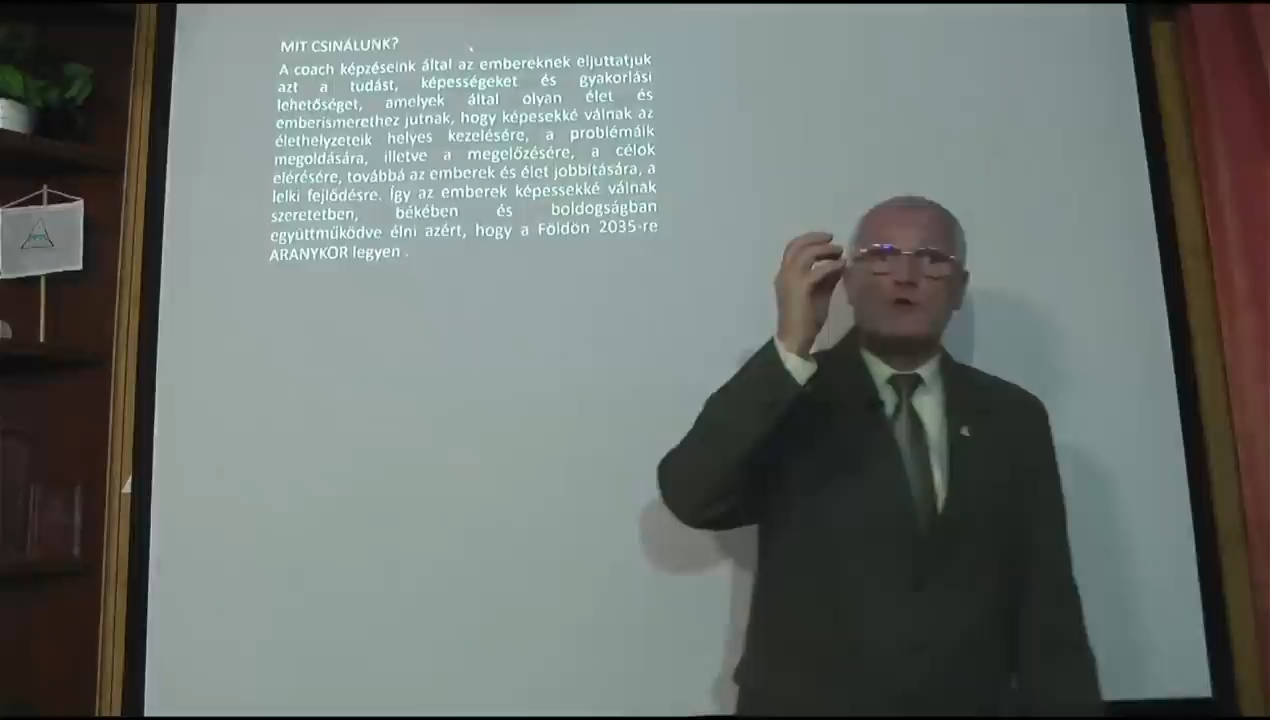 MIT CSINÁLUNK?
A coach képzéseink által az embereknek eljuttatjuk
azt a tudást, képességeket és gyakorlási
lehetőséget, amelyek által olyan élet és
emberismerethez jutnak, hogy képesekké válnak az
élethelyzeteik helyes kezelésére, a problémáik
megoldására, illetve a megelőzésére, a célok
elérésére, továbbá az emberek és élet jobbítására, a
lelki fejlődésre. Így az emberek képessekké válnak
szeretetben, békében és boldogságban
együttműködve élni azért, hogy a Földön 2035-re
ARANYKOR legyen .